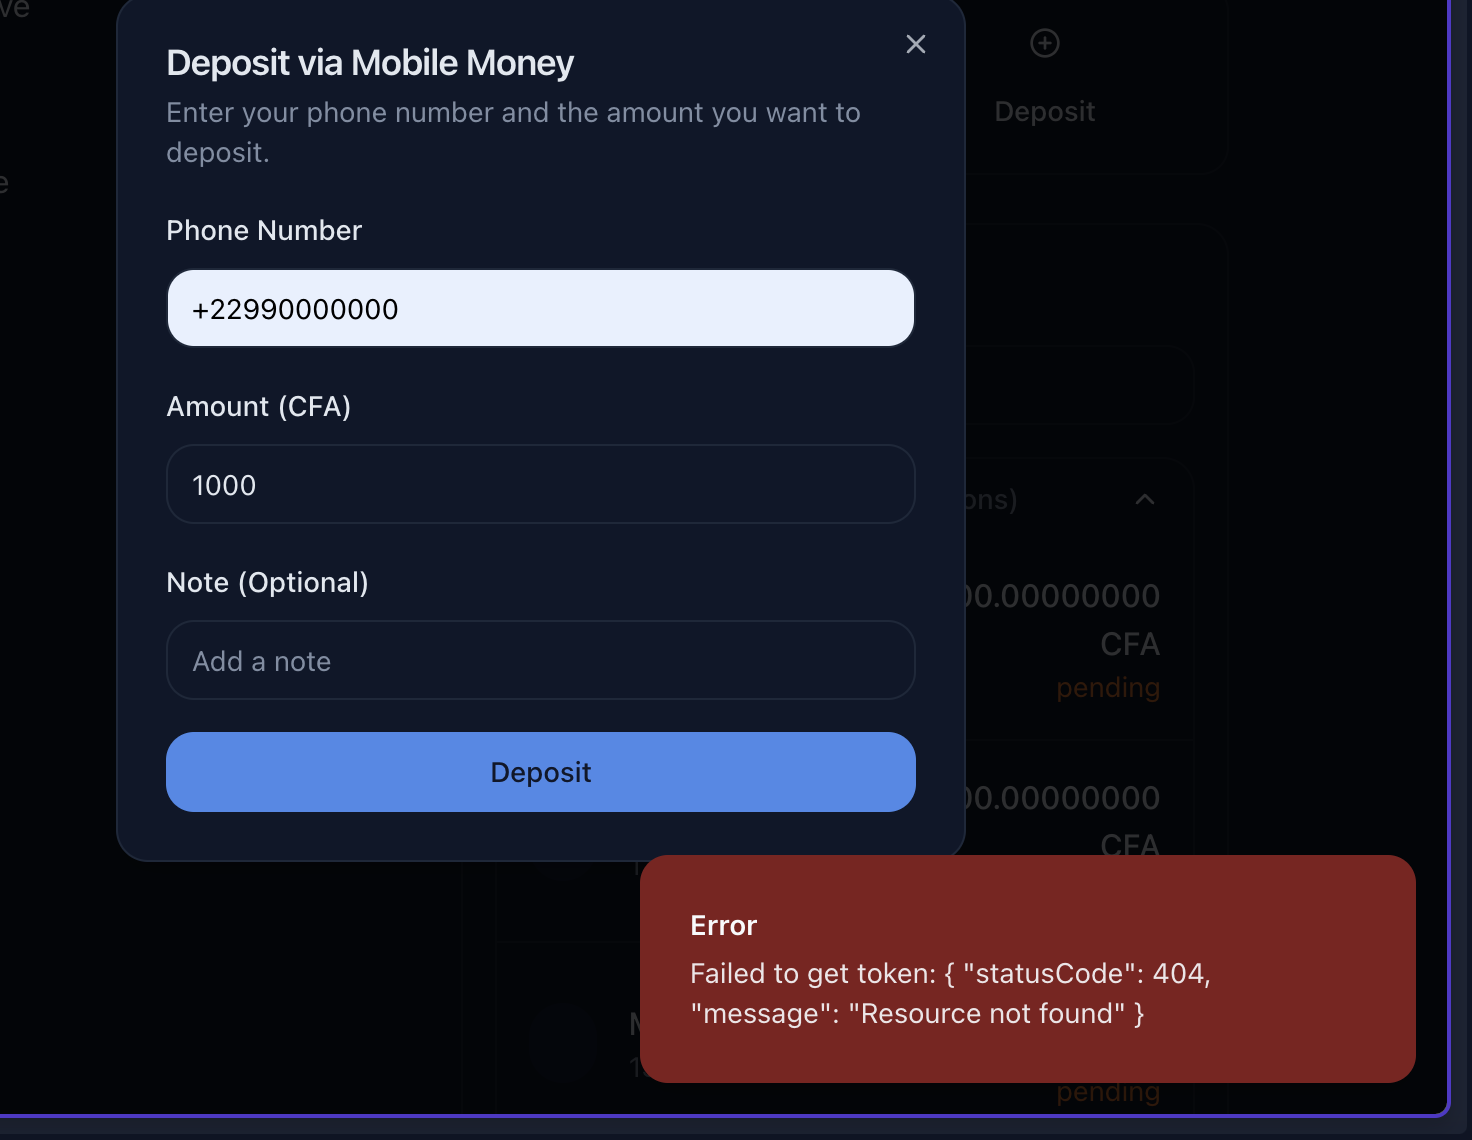 Deposit via Mobile Money
Enter your phone number and the amount you want to
deposit.
Phone Number
+22990000000
Amount (CFA)
1000
Note (Optional)
Add a note
Deposit
Deposit
00.00000000
CFA
pending
00.00000000
CFA
Error
Failed to get token: { "statusCode": 404,
"message": "Resource not found" }
pending